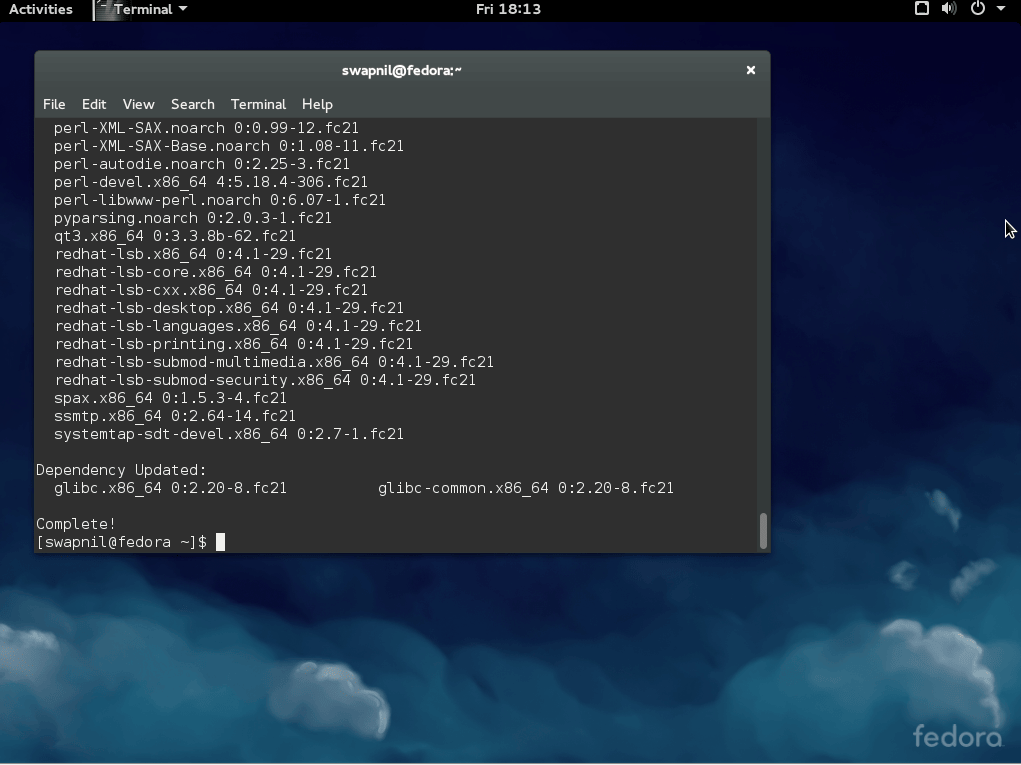 Activities Terminal Fri 18:13
swapnil@fedora:~
File Edit View Search Terminal Help
perl-XML-SAX.noarch 0:0.99-12.fc21
perl-XML-SAX-Base.noarch 0:1.08-11.fc21
perl-autodie.noarch 0:2.25-3.fc21
perl-devel.x86_64 4:5.18.4-306.fc21
perl-libwww-perl.noarch 0:6.07-1.fc21
pyparsing.noarch 0:2.0.3-1.fc21
qt3.x86_64 0:3.3.8b-62.fc21
redhat-lsb.x86_64 0:4.1-29.fc21
redhat-lsb-core.x86_64 0:4.1-29.fc21
redhat-lsb-cxx.x86_64 0:4.1-29.fc21
redhat-lsb-desktop.x86_64 0:4.1-29.fc21
redhat-lsb-languages.x86_64 0:4.1-29.fc21
redhat-lsb-printing.x86_64 0:4.1-29.fc21
redhat-lsb-submod-multimedia.x86_64 0:4.1-29.fc21
redhat-lsb-submod-security.x86_64 0:4.1-29.fc21
spax.x86_64 0:1.5.3-4.fc21
ssmtp.x86_64 0:2.64-14.fc21
systemtap-sdt-devel.x86_64 0:2.7-1.fc21
Dependency Updated:
glibc.x86_64 0:2.20-8.fc21 glibc-common.x86_64 0:2.20-8.fc21
Complete!
[swapnil@fedora ~]$
fedora